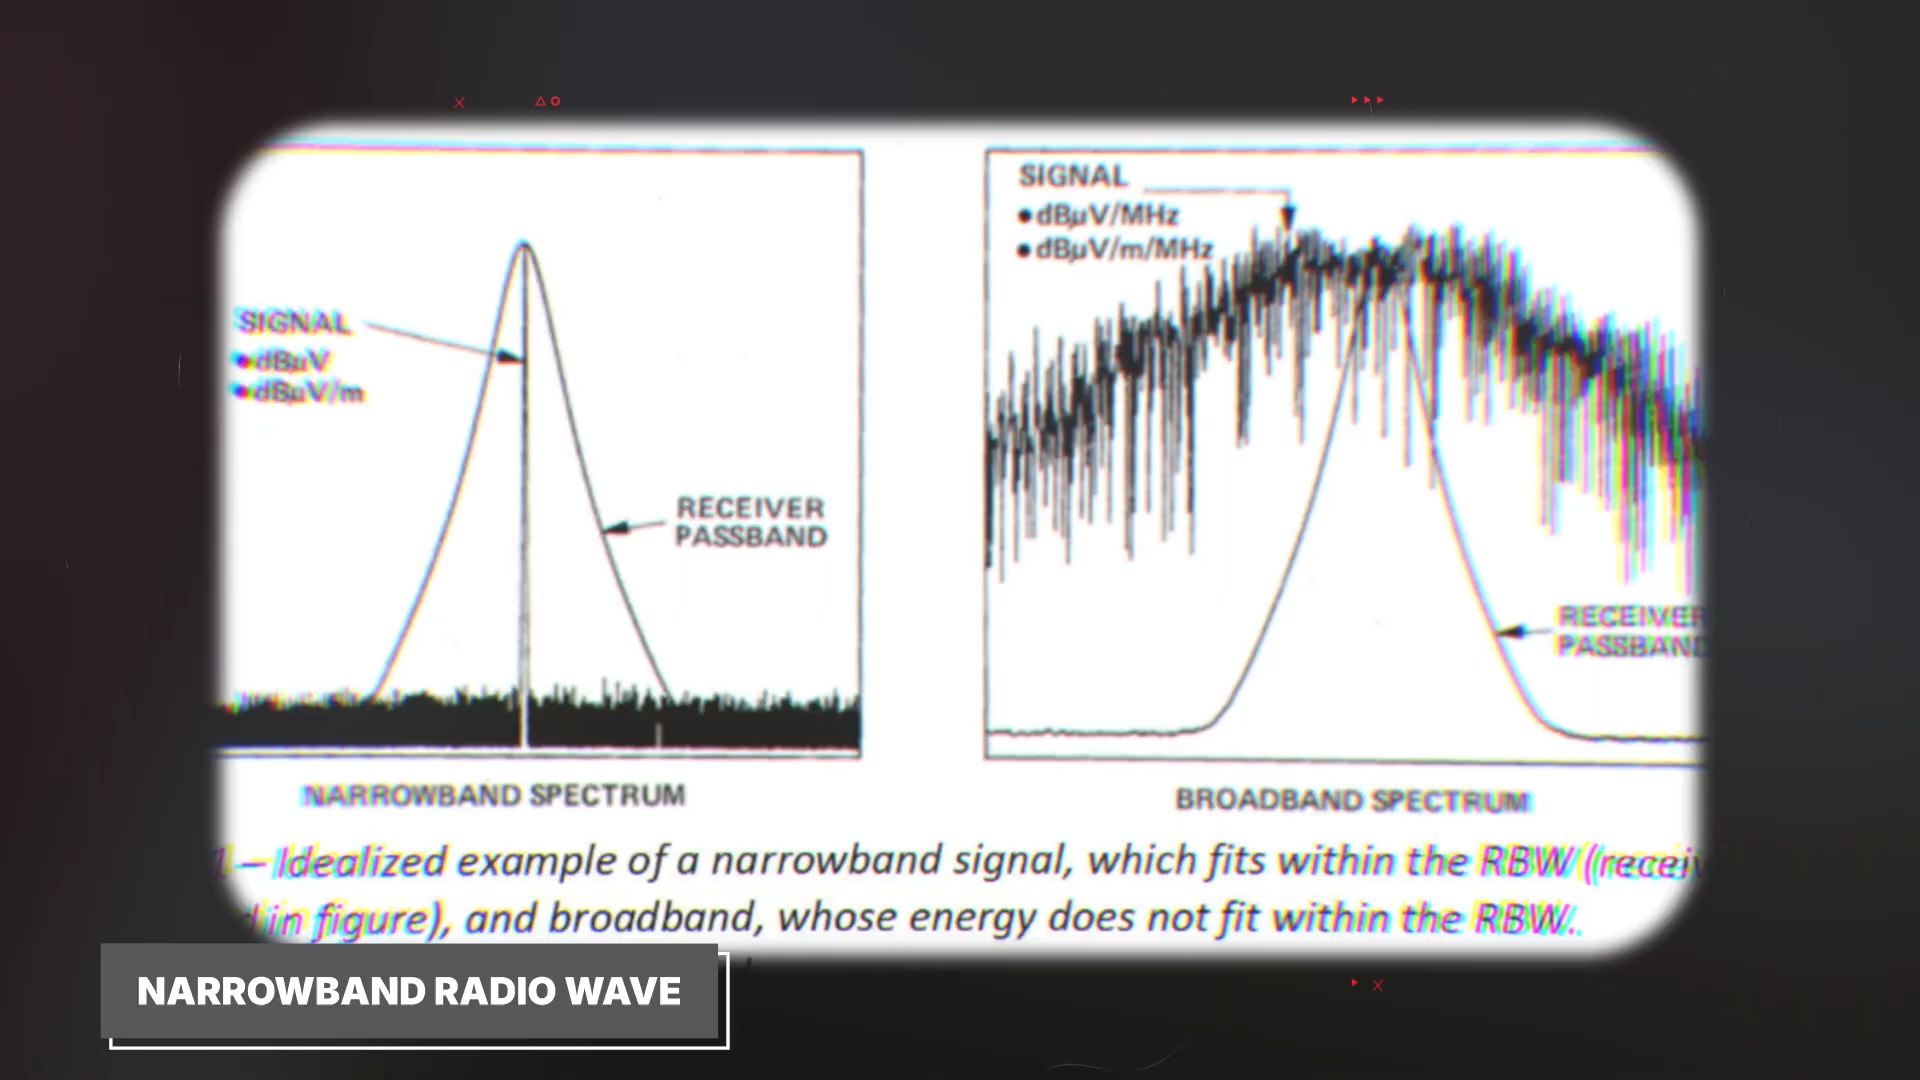 SIGNAL
• dBµV
• dBµV/m
RECEIVER
PASSBAND
NARROWBAND SPECTRUM
SIGNAL
• dBµV/MHz
• dBµV/m/MHz
RECEIVER
PASSBAND
BROADBAND SPECTRUM
– Idealized example of a narrowband signal, which fits within the RBW ((receiv
in figure), and broadband, whose energy does not fit within the RBW.
NARROWBAND RADIO WAVE